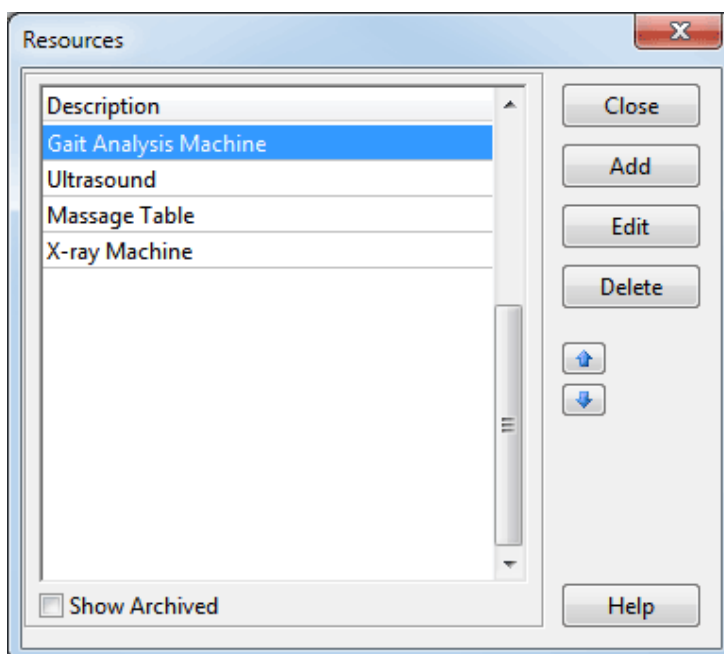 Resources
Description
Gait Analysis Machine
Ultrasound
Massage Table
X-ray Machine
Show Archived
Close
Add
Edit
Delete
Help